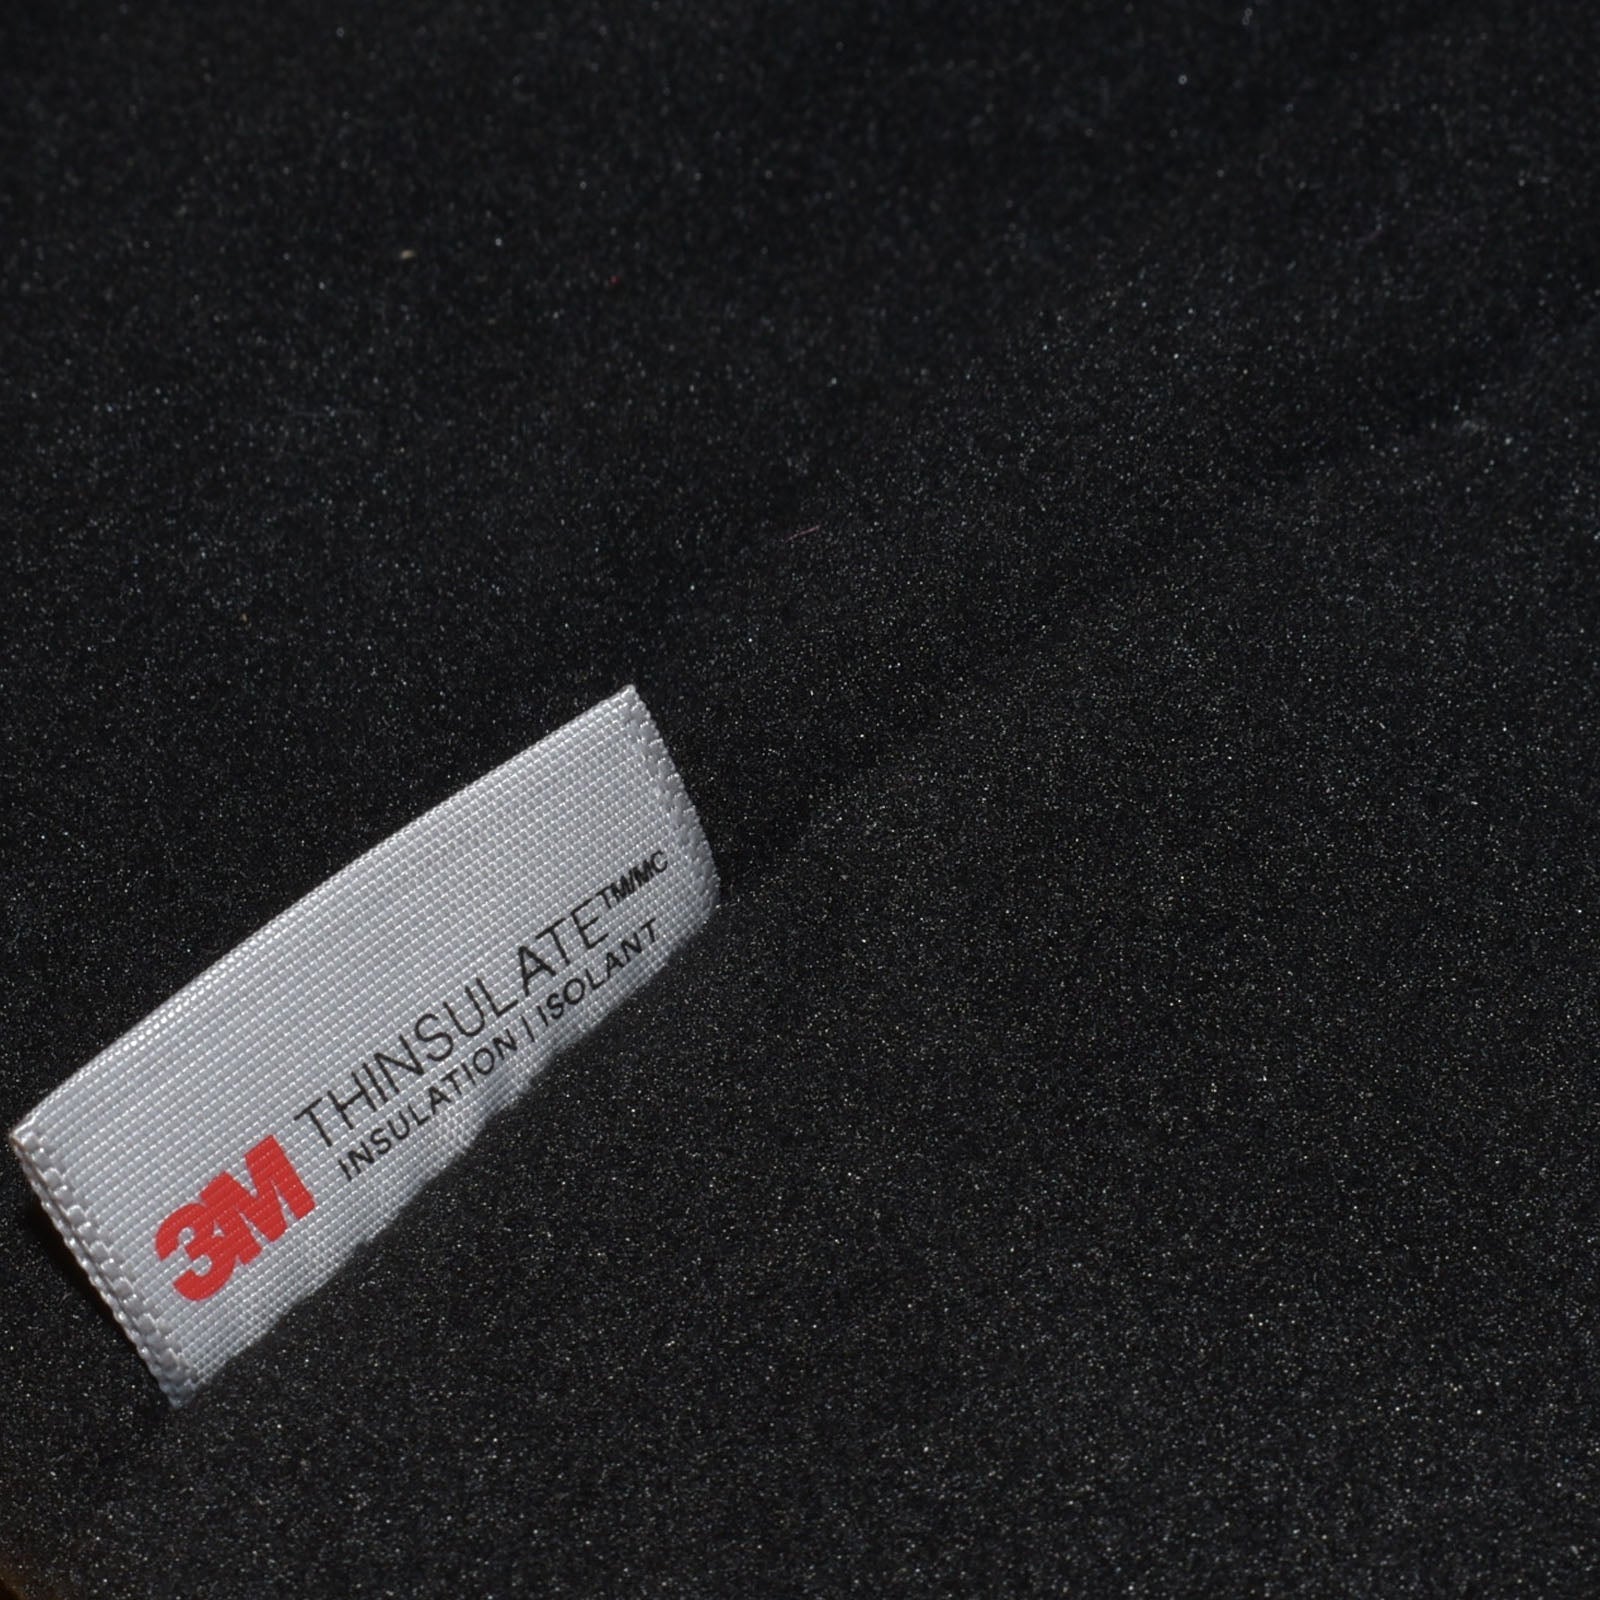 3M THINSULATE™/MC
INSULATION | ISOLANT